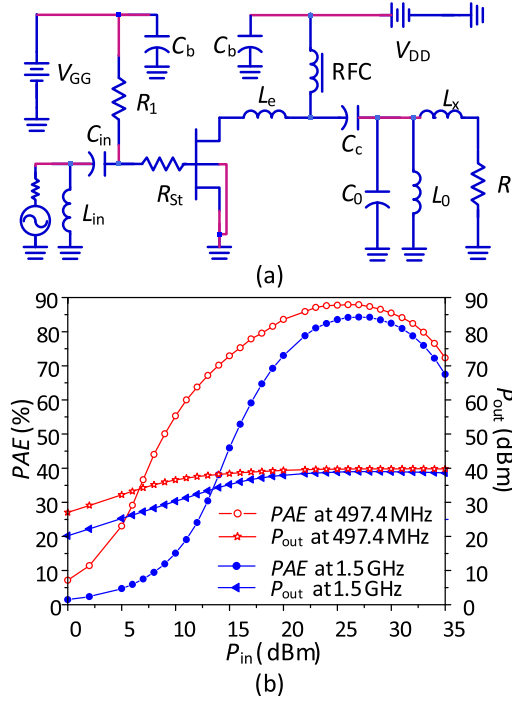 C_b
C_b
V_DD
V_GG
RFC
R_1
L_e
L_x
C_in
C_c
R_St
L_in
C_0
L_0
R
(a)
90
80
70
60
50
40
30
20
10
0
PAE (%)
90
80
70
60
50
40
30
20
10
0
P_out (dBm)
PAE at 497.4 MHz
P_out at 497.4 MHz
PAE at 1.5 GHz
P_out at 1.5 GHz
0 5 10 15 20 25 30 35
P_in (dBm)
(b)